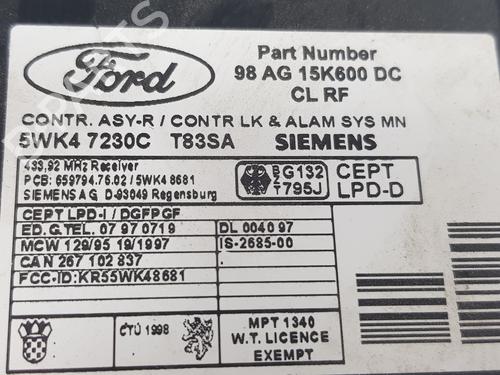 Ford
Part Number
98 AG 15K600 DC
CL RF
CONTR. ASY-R / CONTR LK & ALAM SYS MN
5WK4 7230C T83SA SIEMENS
433,92 MHz Receiver
PCB: 659794.76.02 / 5WK4 8681
SIEMENS A G D-93049 Regensburg
BG132
T795J
CEPT
LPD-D
CEPT LPD-I / DGFPGF
ED. G. TEL. 07 97 0719
MCW 129/95 19/1997
CAN 267 102 837
FCC-ID: KR55WK48681
DL 0040 97
IS-2685-00
CTÚ 1998
MPT 1340
W.T. LICENCE
EXEMPT